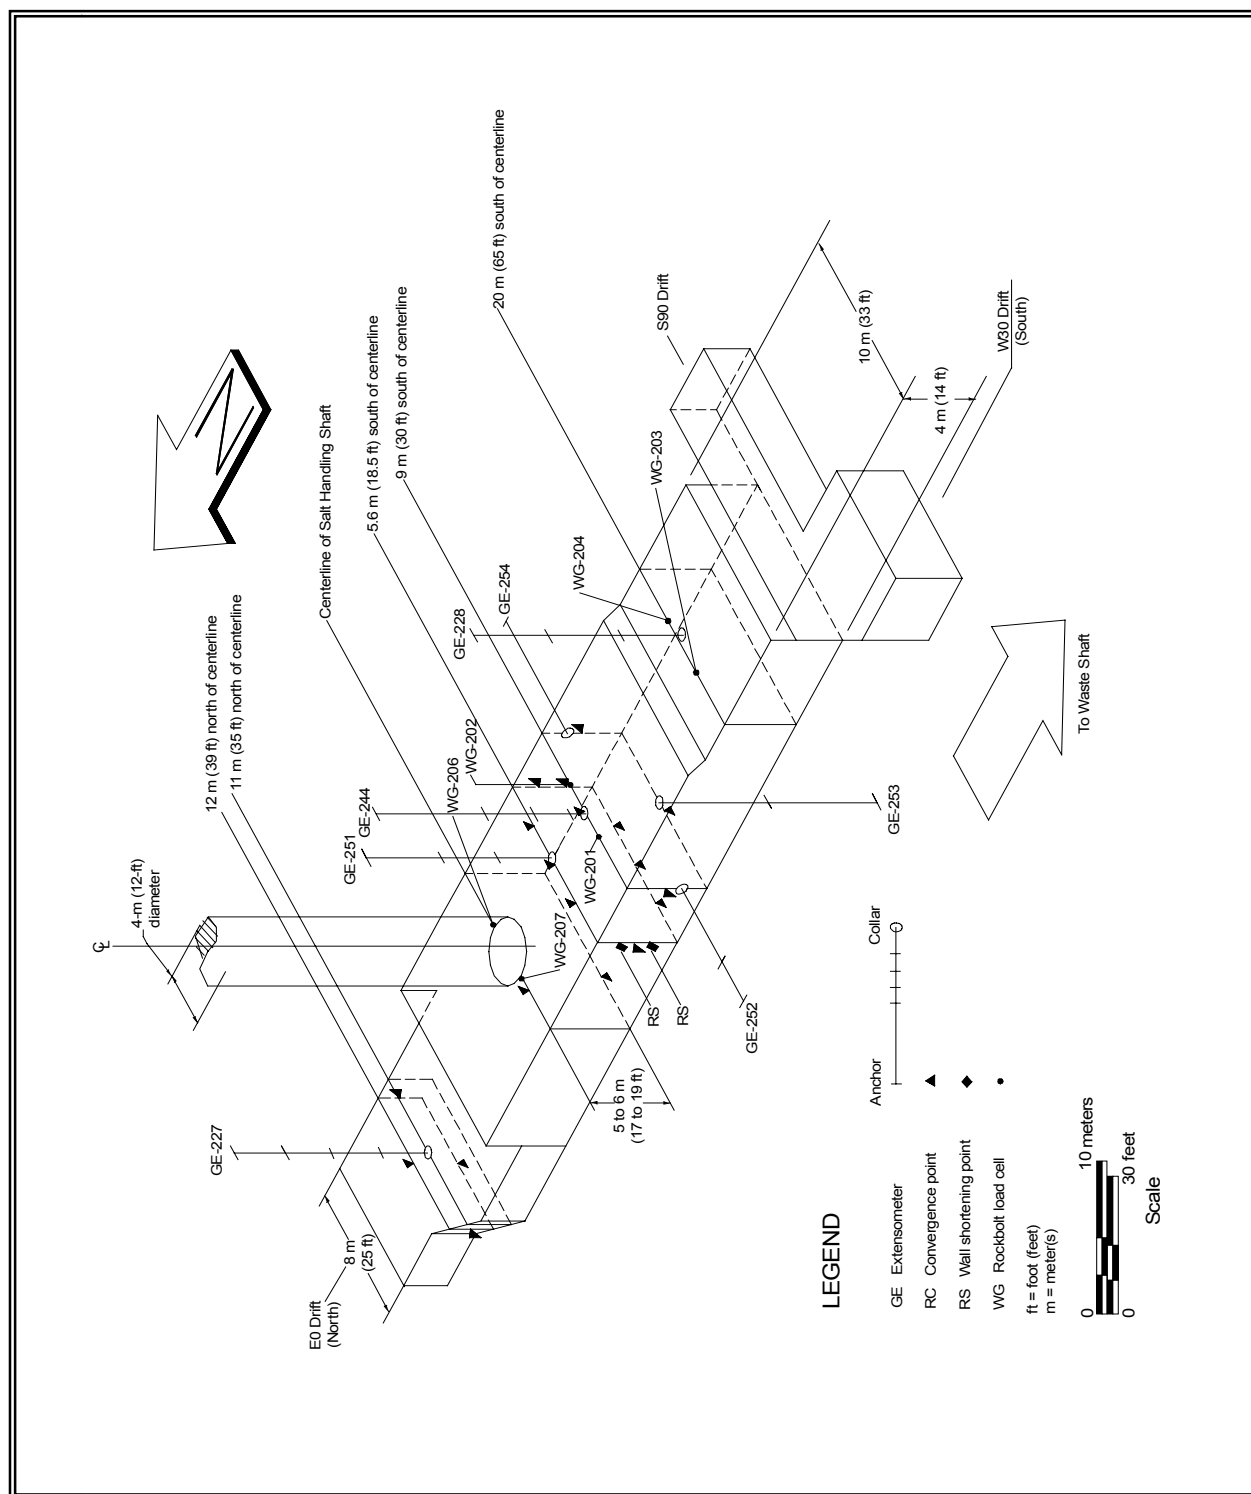 12 m (39 ft) north of centerline
11 m (35 ft) north of centerline
Centerline of Salt Handling Shaft
5.6 m (18.5 ft) south of centerline
9 m (30 ft) south of centerline
20 m (65 ft) south of centerline
N
4-m (12-ft)
diameter
CL
GE-227
GE-251
GE-244
WG-206
WG-202
GE-228
GE-254
WG-204
WG-203
S90 Drift
10 m (33 ft)
4 m (14 ft)
W30 Drift
(South)
E0 Drift
(North)
8 m
(25 ft)
WG-207
WG-201
5 to 6 m
(17 to 19 ft)
RS
RS
GE-252
GE-253
To Waste Shaft
LEGEND
GE Extensometer
Anchor
Collar
RC Convergence point
RS Wall shortening point
WG Rockbolt load cell
ft = foot (feet)
m = meter(s)
0
10 meters
0
30 feet
Scale